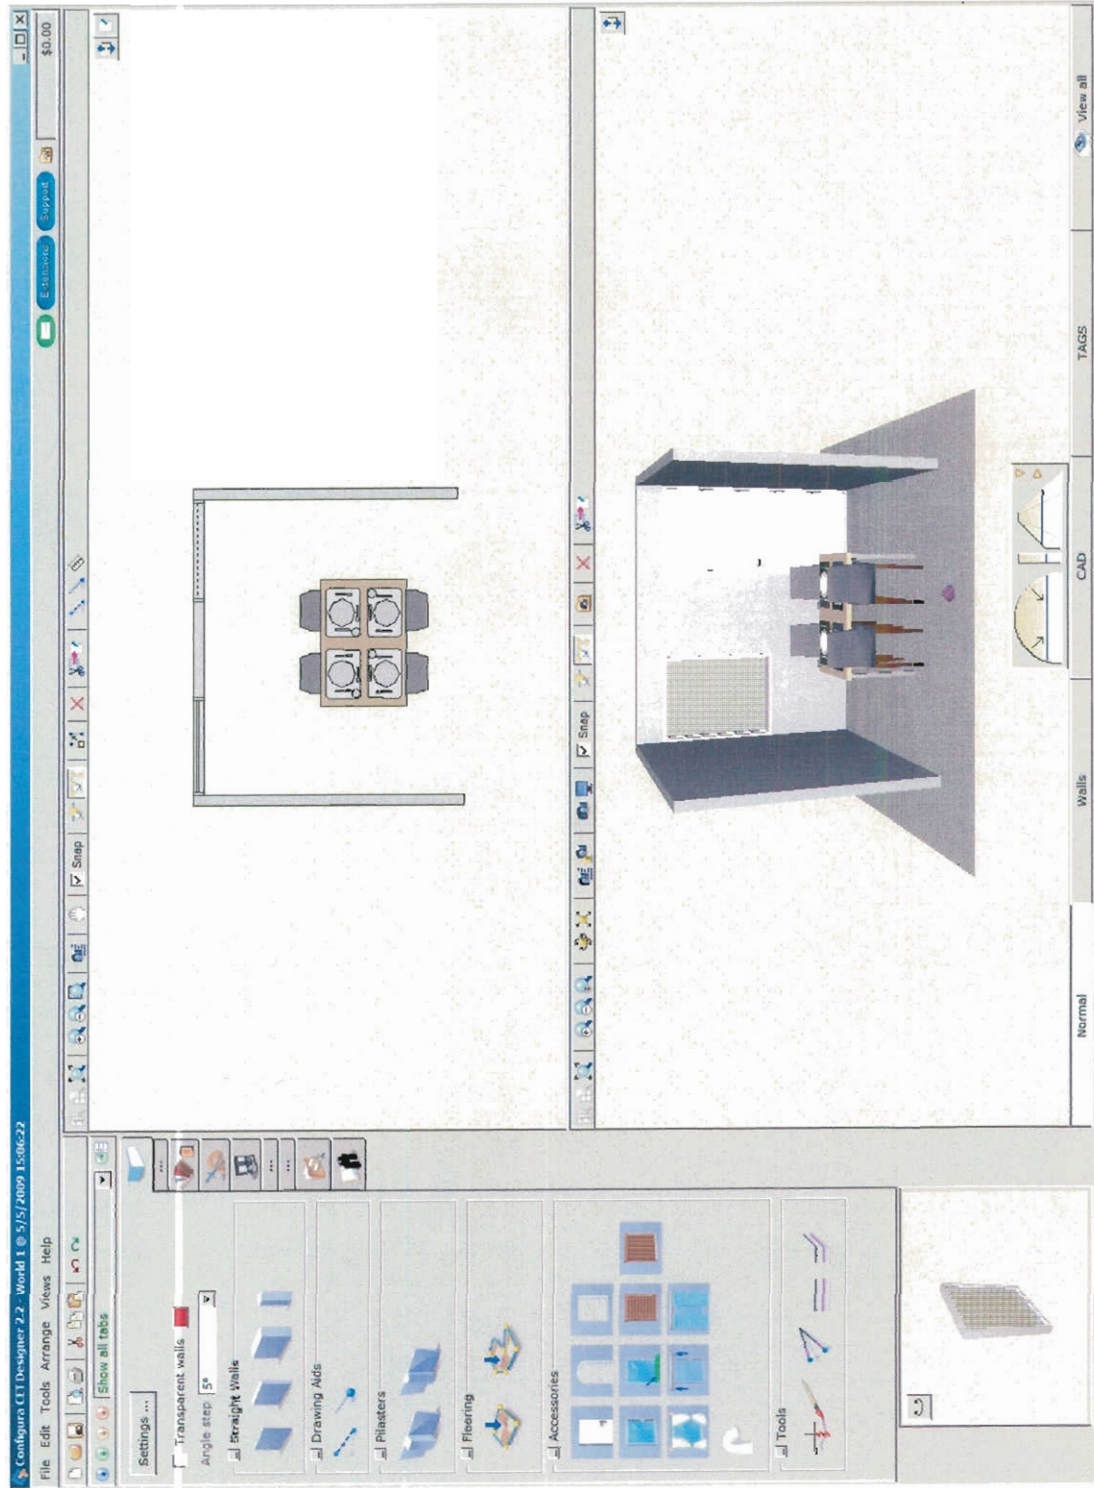 Configura CET Designer 2.2 - World 1 @ 5/5/2009 15:06:22
File Edit Tools Arrange Views Help
Extensions Support $0.00
Show all tabs
Settings ...
Transparent walls
Angle step 5°
Straight Walls
Drawing Aids
Pilasters
Flooring
Accessories
Tools
Snap
Snap
Normal Walls CAD TAGS View all